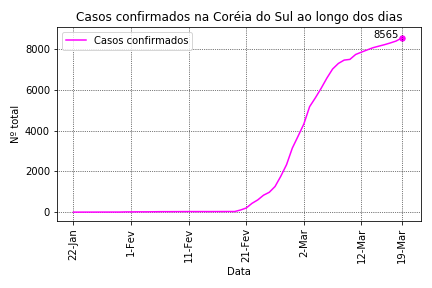 Casos confirmados na Coréia do Sul ao longo dos dias
Casos confirmados
8565
Nº total
8000
6000
4000
2000
0
22-Jan
1-Fev
11-Fev
21-Fev
2-Mar
12-Mar
19-Mar
Data